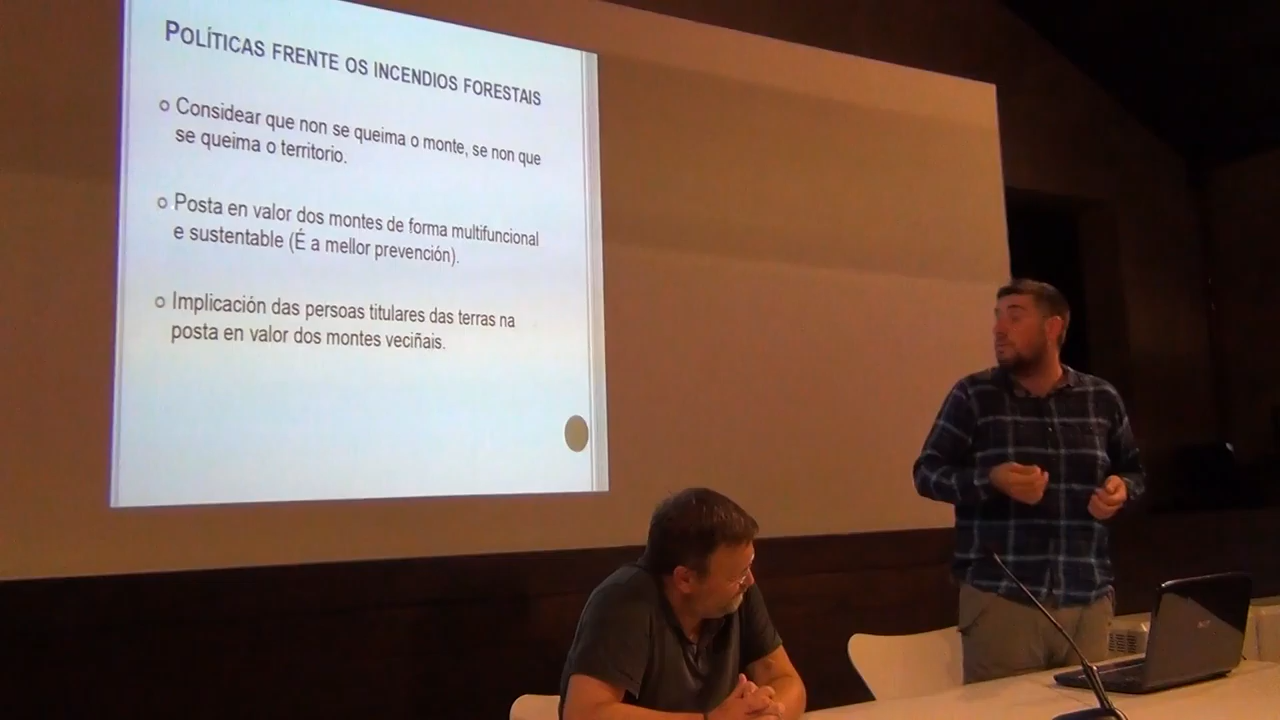 POLÍTICAS FRENTE OS INCENDIOS FORESTAIS
Considear que non se queima o monte, se non que
se queima o territorio.
Posta en valor dos montes de forma multifuncional
e sustentable (É a mellor prevención).
Implicación das persoas titulares das terras na
posta en valor dos montes veciñais.
acer